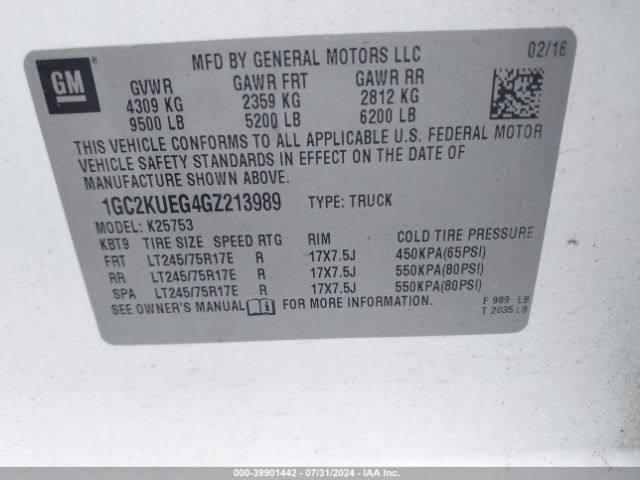 GM ®
MFD BY GENERAL MOTORS LLC 02/16
GVWR GAWR FRT GAWR RR
4309 KG 2359 KG 2812 KG
9500 LB 5200 LB 6200 LB
THIS VEHICLE CONFORMS TO ALL APPLICABLE U.S. FEDERAL MOTOR
VEHICLE SAFETY STANDARDS IN EFFECT ON THE DATE OF
MANUFACTURE SHOWN ABOVE.
1GC2KUEG4GZ213989 TYPE: TRUCK
MODEL: K25753
KBT9 TIRE SIZE SPEED RTG RIM COLD TIRE PRESSURE
FRT LT245/75R17E R 17X7.5J 450KPA(65PSI)
RR LT245/75R17E R 17X7.5J 550KPA(80PSI)
SPA LT245/75R17E R 17X7.5J 550KPA(80PSI)
SEE OWNER'S MANUAL FOR MORE INFORMATION.
F 989 LB
T 2035 LB
000-39901442 - 07/31/2024 - IAA Inc.